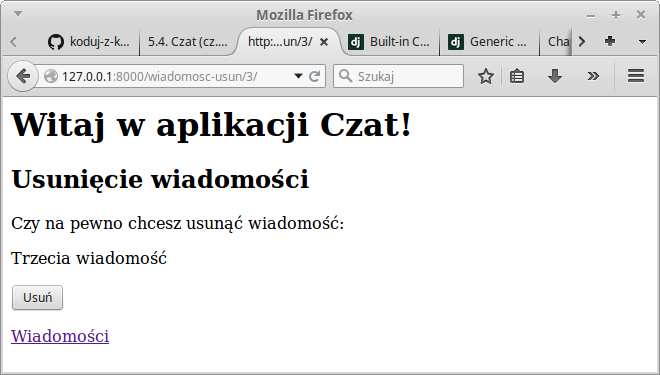 Mozilla Firefox
koduj-z-k... 5.4. Czat (cz.... http:...un/3/ Built-in C... Generic ... Cha
127.0.0.1:8000/wiadomosc-usun/3/ Szukaj
Witaj w aplikacji Czat!
Usunięcie wiadomości
Czy na pewno chcesz usunąć wiadomość:
Trzecia wiadomość
Usuń
Wiadomości